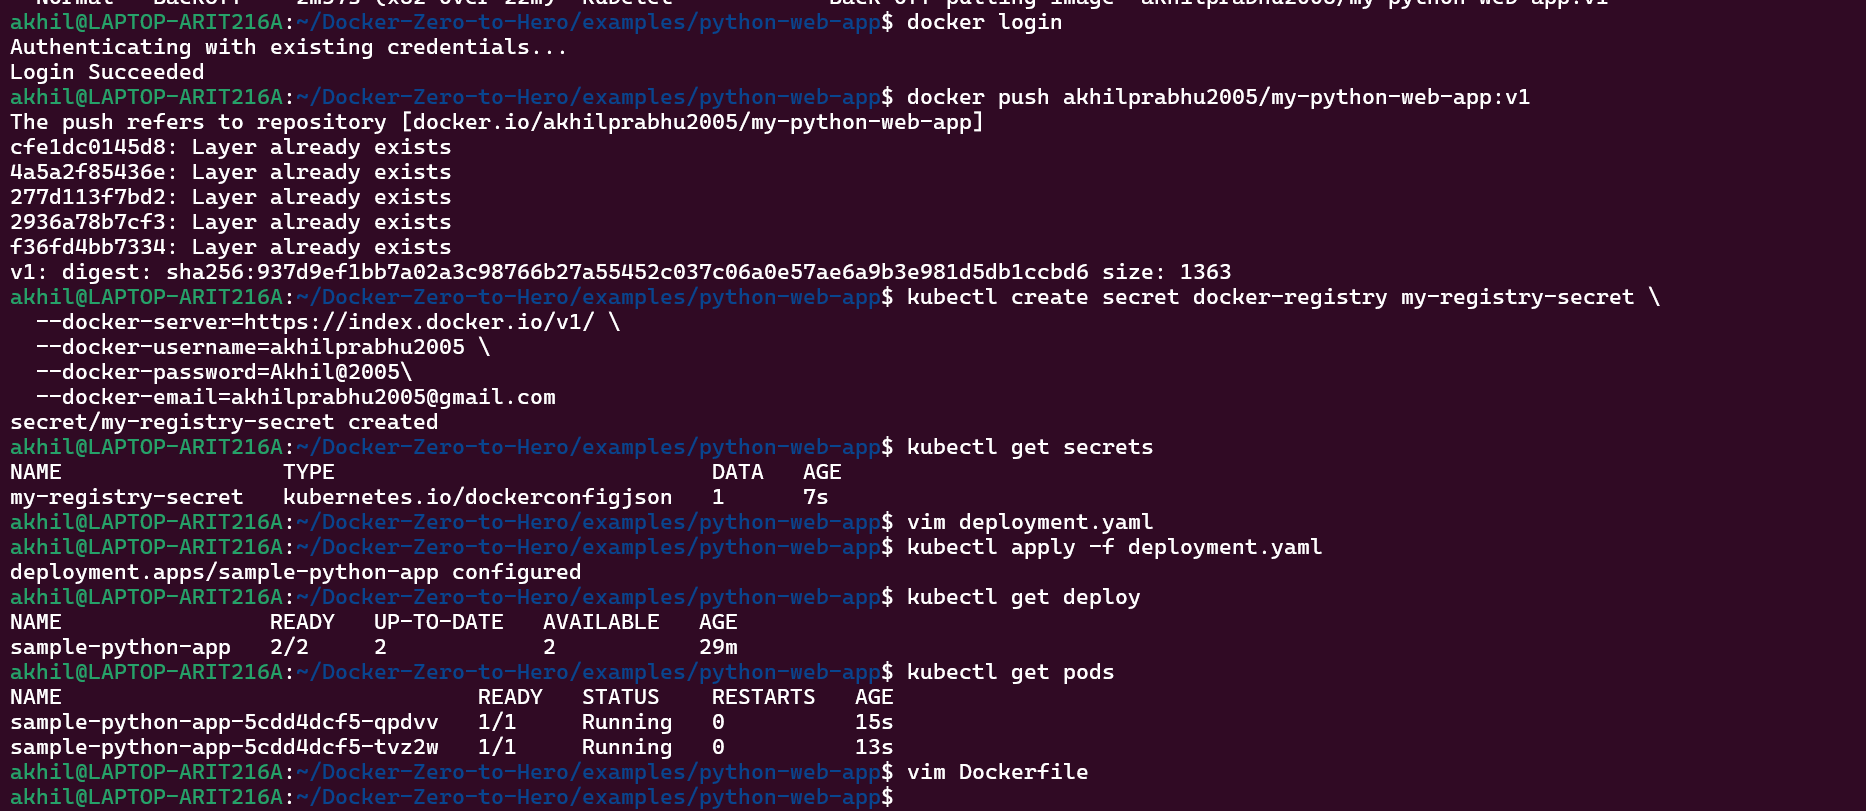 Normal   BackOff    2m57s (x82 over 22m)  kubelet            Back-off pulling image "akhilprabhu2005/my-python-web-app:v1"
akhil@LAPTOP-ARIT216A:~/Docker-Zero-to-Hero/examples/python-web-app$ docker login
Authenticating with existing credentials...
Login Succeeded
akhil@LAPTOP-ARIT216A:~/Docker-Zero-to-Hero/examples/python-web-app$ docker push akhilprabhu2005/my-python-web-app:v1
The push refers to repository [docker.io/akhilprabhu2005/my-python-web-app]
cfe1dc0145d8: Layer already exists
4a5a2f85436e: Layer already exists
277d113f7bd2: Layer already exists
2936a78b7cf3: Layer already exists
f36fd4bb7334: Layer already exists
v1: digest: sha256:937d9ef1bb7a02a3c98766b27a55452c037c06a0e57ae6a9b3e981d5db1ccbd6 size: 1363
akhil@LAPTOP-ARIT216A:~/Docker-Zero-to-Hero/examples/python-web-app$ kubectl create secret docker-registry my-registry-secret \
  --docker-server=https://index.docker.io/v1/ \
  --docker-username=akhilprabhu2005 \
  --docker-password=Akhil@2005\
  --docker-email=akhilprabhu2005@gmail.com
secret/my-registry-secret created
akhil@LAPTOP-ARIT216A:~/Docker-Zero-to-Hero/examples/python-web-app$ kubectl get secrets
NAME                 TYPE                             DATA   AGE
my-registry-secret   kubernetes.io/dockerconfigjson   1      7s
akhil@LAPTOP-ARIT216A:~/Docker-Zero-to-Hero/examples/python-web-app$ vim deployment.yaml
akhil@LAPTOP-ARIT216A:~/Docker-Zero-to-Hero/examples/python-web-app$ kubectl apply -f deployment.yaml
deployment.apps/sample-python-app configured
akhil@LAPTOP-ARIT216A:~/Docker-Zero-to-Hero/examples/python-web-app$ kubectl get deploy
NAME                READY   UP-TO-DATE   AVAILABLE   AGE
sample-python-app   2/2     2            2           29m
akhil@LAPTOP-ARIT216A:~/Docker-Zero-to-Hero/examples/python-web-app$ kubectl get pods
NAME                                READY   STATUS    RESTARTS   AGE
sample-python-app-5cdd4dcf5-qpdvv   1/1     Running   0          15s
sample-python-app-5cdd4dcf5-tvz2w   1/1     Running   0          13s
akhil@LAPTOP-ARIT216A:~/Docker-Zero-to-Hero/examples/python-web-app$ vim Dockerfile
akhil@LAPTOP-ARIT216A:~/Docker-Zero-to-Hero/examples/python-web-app$